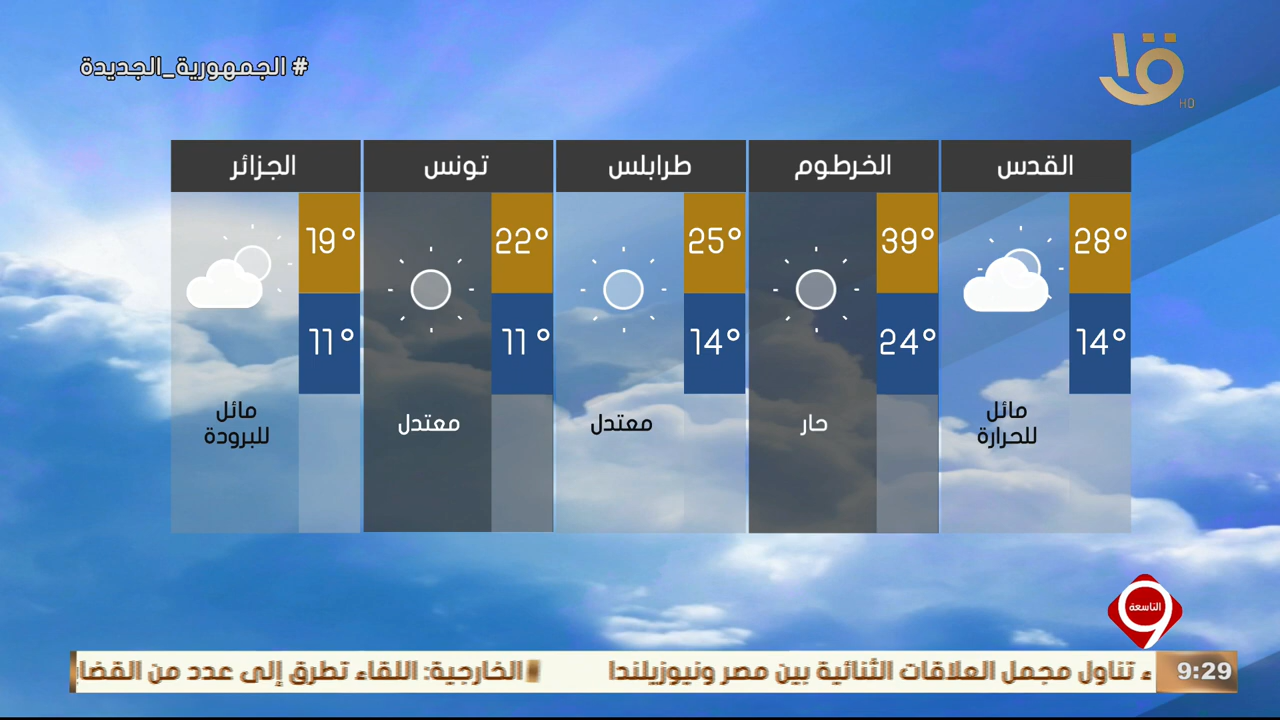 # الجمهورية_الجديدة
HD
القدس
28°
14°
مائل
للحرارة
الخرطوم
39°
24°
حار
طرابلس
25°
14°
معتدل
تونس
22°
11°
معتدل
الجزائر
19°
11°
مائل
للبرودة
التاسعة
9
9:29
ء تناول مجمل العلاقات الثنائية بين مصر ونيوزيلندا
الخارجية: اللقاء تطرق إلى عدد من القضا